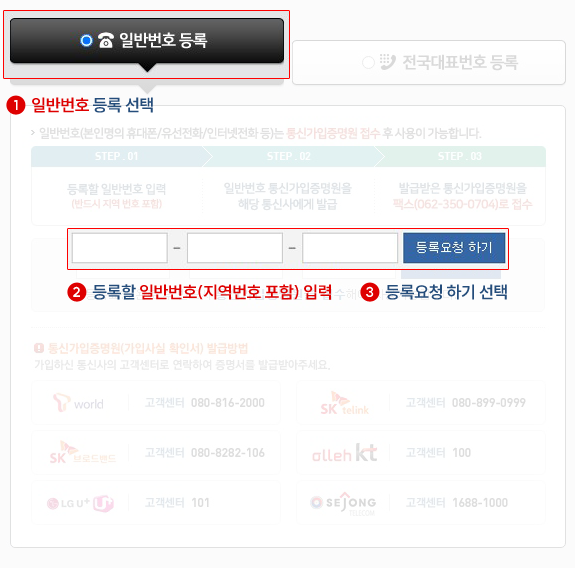 일반번호 등록
전국대표번호 등록
1 일반번호 등록 선택
› 일반번호(본인명의 휴대폰/유선전화/인터넷전화 등)는 통신가입증명원 접수 후 사용이 가능합니다.
STEP . 01 STEP . 02 STEP . 03
등록할 일반번호 입력 일반번호 통신가입증명원을 발급받은 통신가입증명원을
(반드시 지역 번호 포함) 해당 통신사에게 발급 팩스(062-350-0704)로 접수
- - 등록요청 하기
2 등록할 일반번호(지역번호 포함) 입력 3 등록요청 하기 선택
통신가입증명원(가입사실 확인서) 발급방법
가입하신 통신사의 고객센터로 연락하여 증명서를 발급받아주세요.
T world 고객센터 080-816-2000 SK telink 고객센터 080-899-0999
SK 브로드밴드 고객센터 080-8282-106 olleh kt 고객센터 100
LG U+ U+ 고객센터 101 SEJONG TELECOM 고객센터 1688-1000